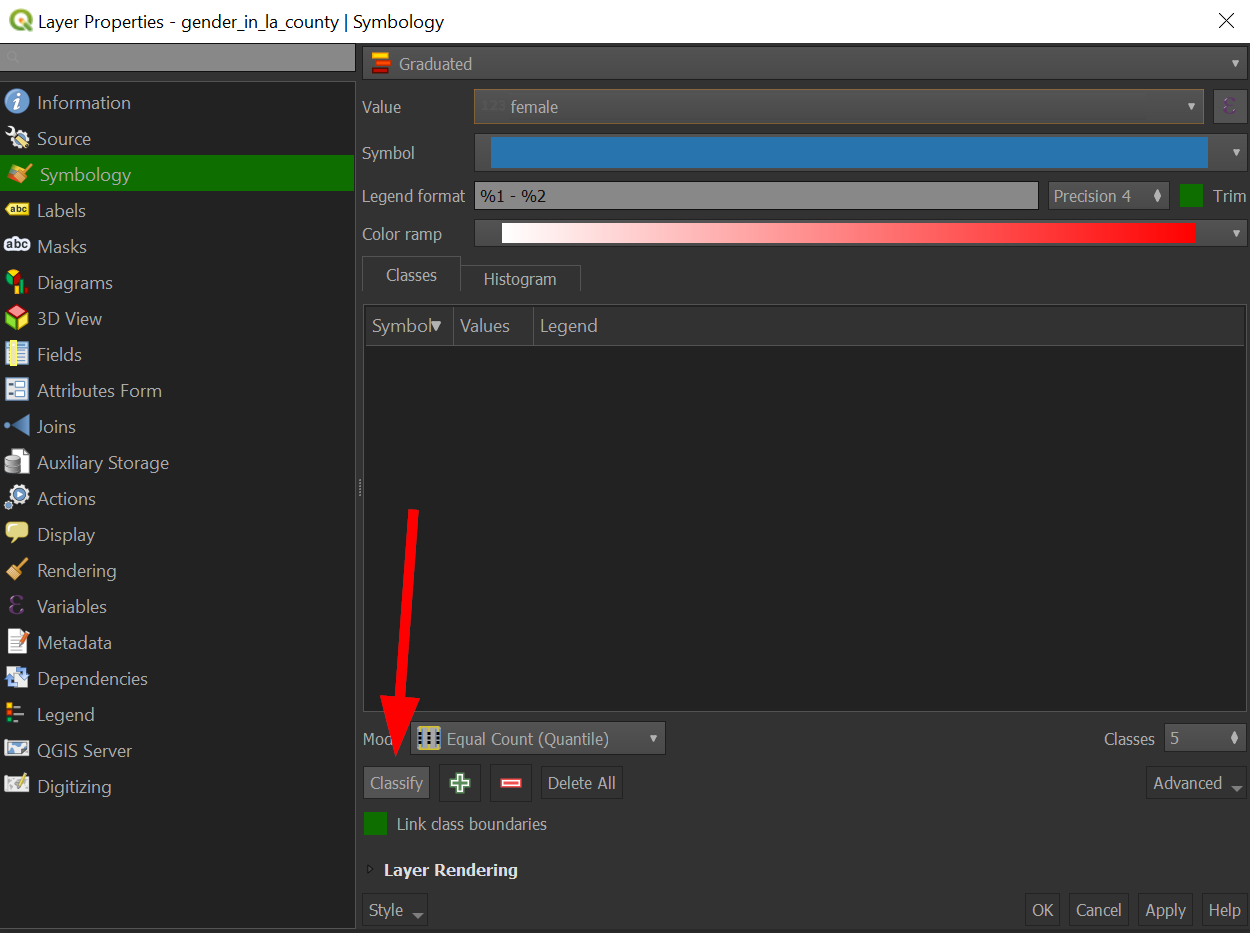 Layer Properties - gender_in_la_county | Symbology
Information
Source
Symbology
abc Labels
abc Masks
Diagrams
3D View
Fields
Attributes Form
Joins
Auxiliary Storage
Actions
Display
Rendering
Variables
Metadata
Dependencies
Legend
QGIS Server
Digitizing
Graduated
Value 123 female
Symbol
Legend format %1 - %2 Precision 4 Trim
Color ramp
Classes Histogram
Symbol Values Legend
Equal Count (Quantile) Classes 5
Classify Delete All Advanced
Link class boundaries
Layer Rendering
Style OK Cancel Apply Help